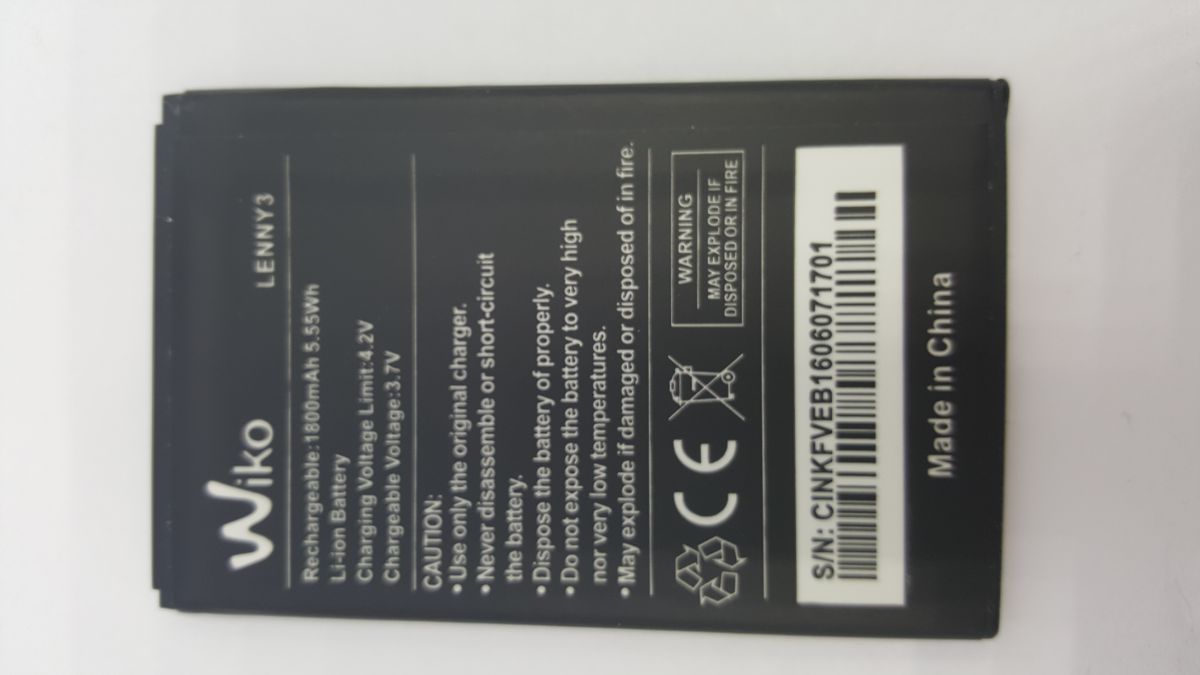 Wiko
LENNY3
Rechargeable:1800mAh 5.55Wh
Li-ion Battery
Charging Voltage Limit:4.2V
Chargeable Voltage:3.7V
CAUTION:
• Use only the original charger.
• Never disassemble or short-circuit
the battery.
• Dispose the battery of properly.
• Do not expose the battery to very high
nor very low temperatures.
• May explode if damaged or disposed of in fire.
CE
WARNING
MAY EXPLODE IF
DISPOSED OR IN FIRE
S/N: CINKFVEB1606071701
Made in China